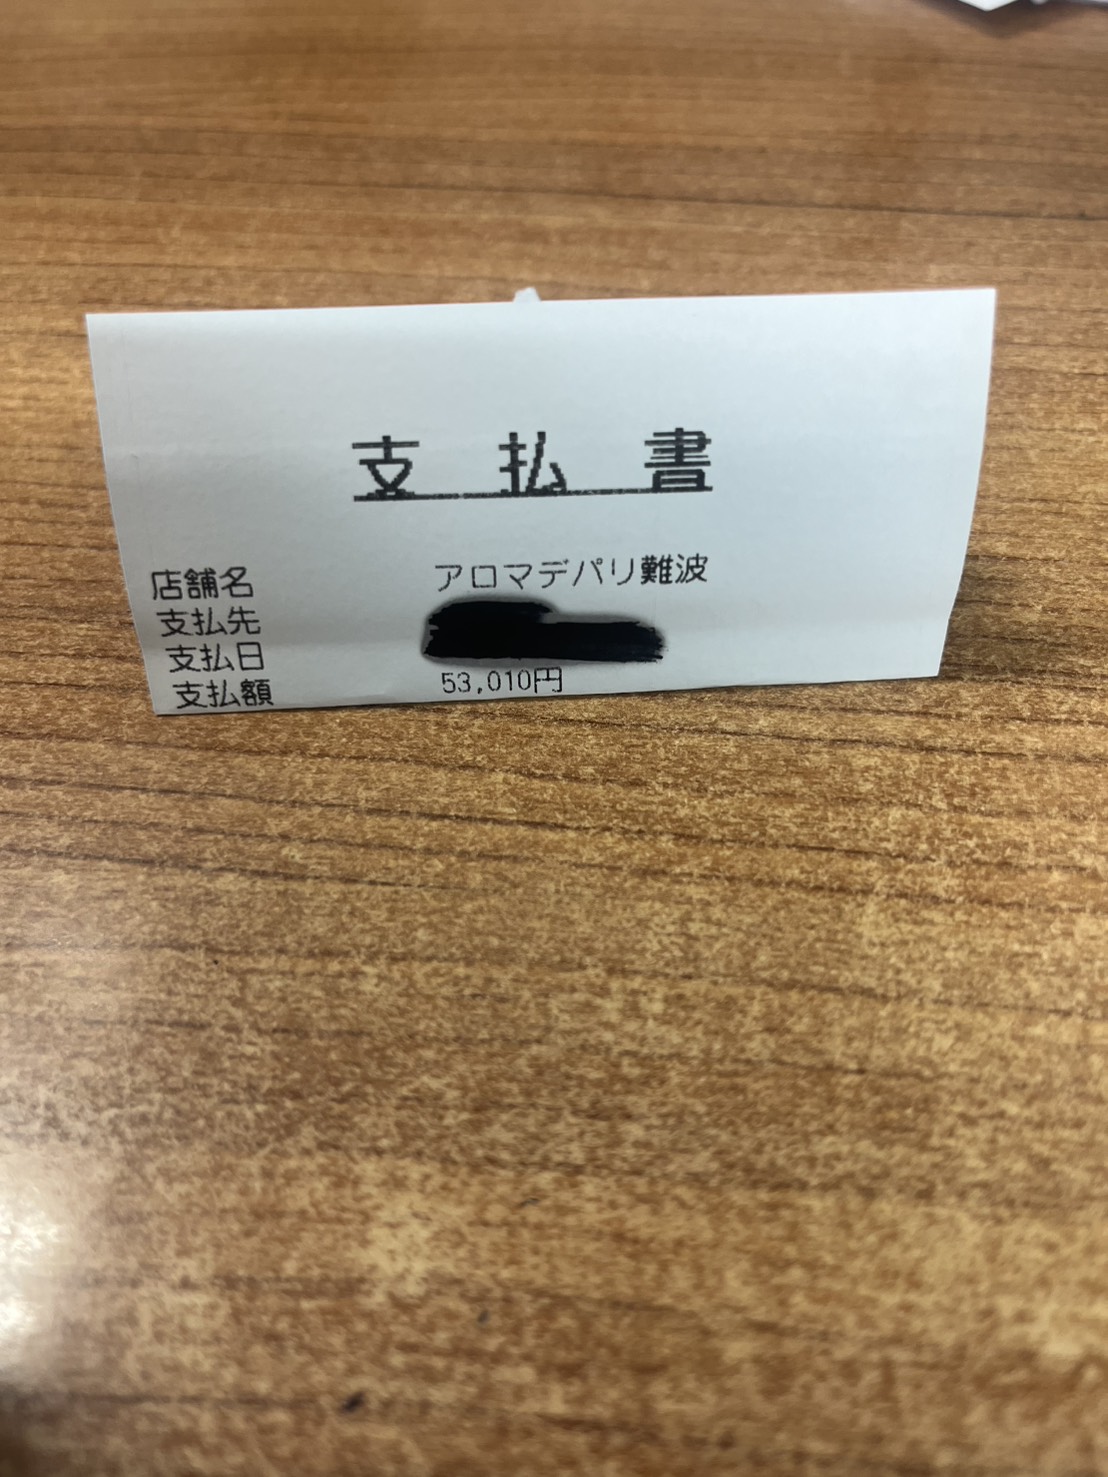 支払書
店舗名 アロマデパリ難波
支払先
支払日
支払額 53,010円